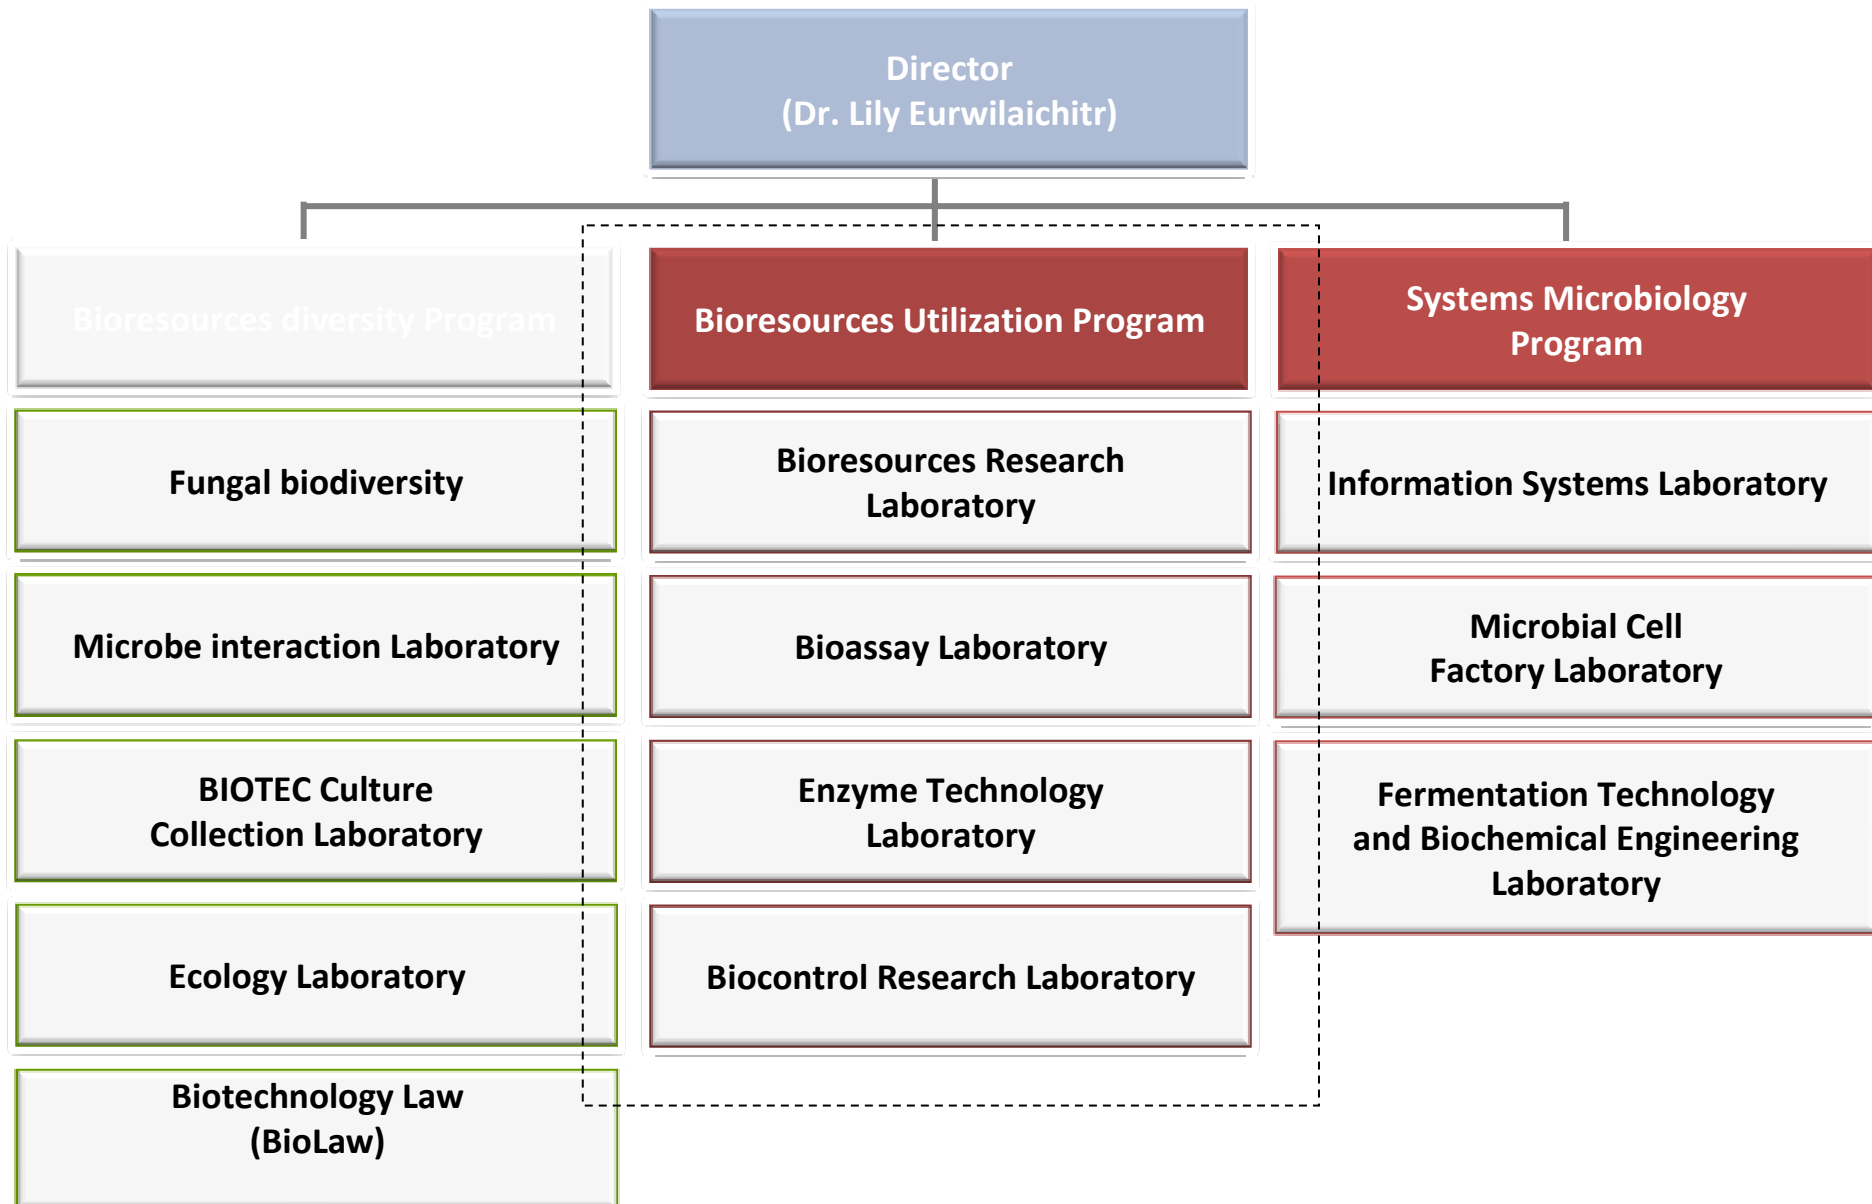 Director
(Dr. Lily Eurwilaichitr)
Bioresources diversity Program
Bioresources Utilization Program
Systems Microbiology
Program
Fungal biodiversity
Bioresources Research
Laboratory
Information Systems Laboratory
Microbe interaction Laboratory
Bioassay Laboratory
Microbial Cell
Factory Laboratory
BIOTEC Culture
Collection Laboratory
Enzyme Technology
Laboratory
Fermentation Technology
and Biochemical Engineering
Laboratory
Ecology Laboratory
Biocontrol Research Laboratory
Biotechnology Law
(BioLaw)